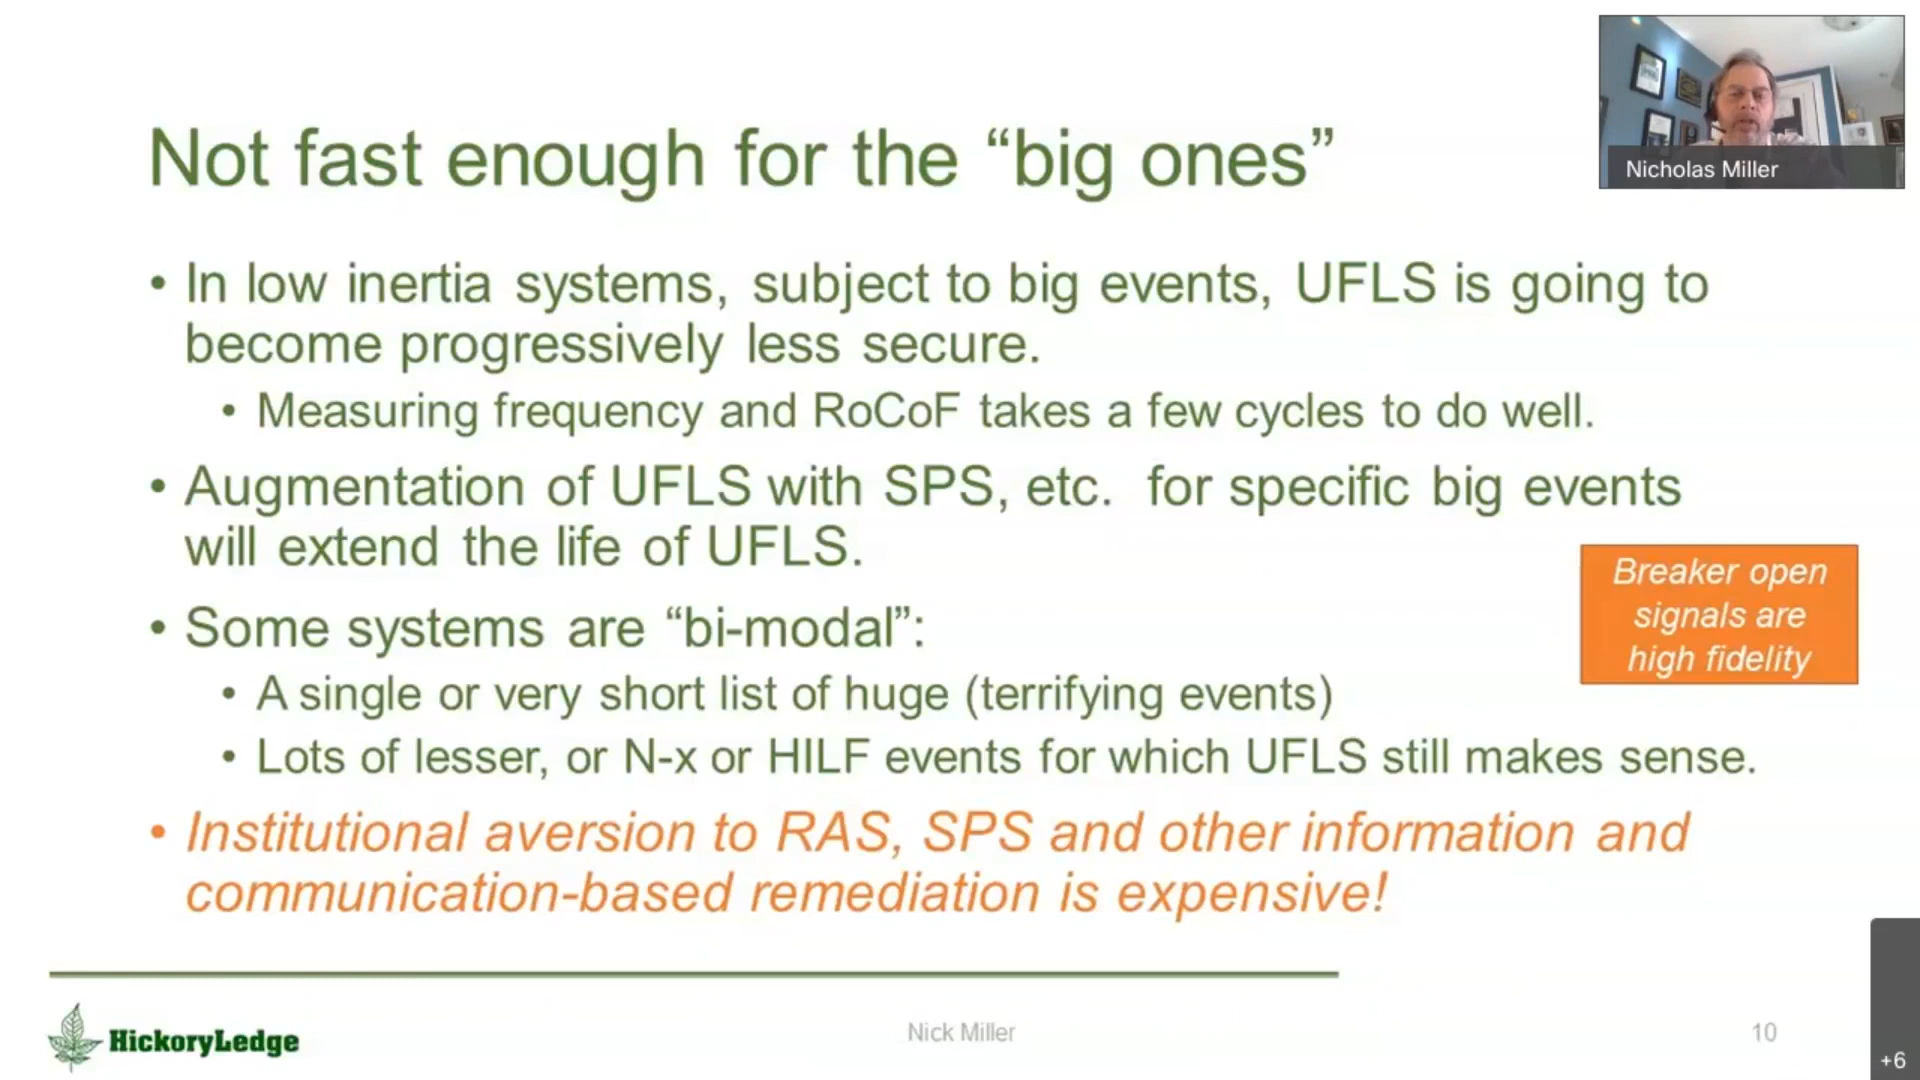 Not fast enough for the “big ones”
Nicholas Miller
• In low inertia systems, subject to big events, UFLS is going to
become progressively less secure.
• Measuring frequency and RoCoF takes a few cycles to do well.
• Augmentation of UFLS with SPS, etc. for specific big events
will extend the life of UFLS.
Breaker open
signals are
high fidelity
• Some systems are “bi-modal”:
• A single or very short list of huge (terrifying events)
• Lots of lesser, or N-x or HILF events for which UFLS still makes sense.
• Institutional aversion to RAS, SPS and other information and
communication-based remediation is expensive!
HickoryLedge
Nick Miller
10
+6